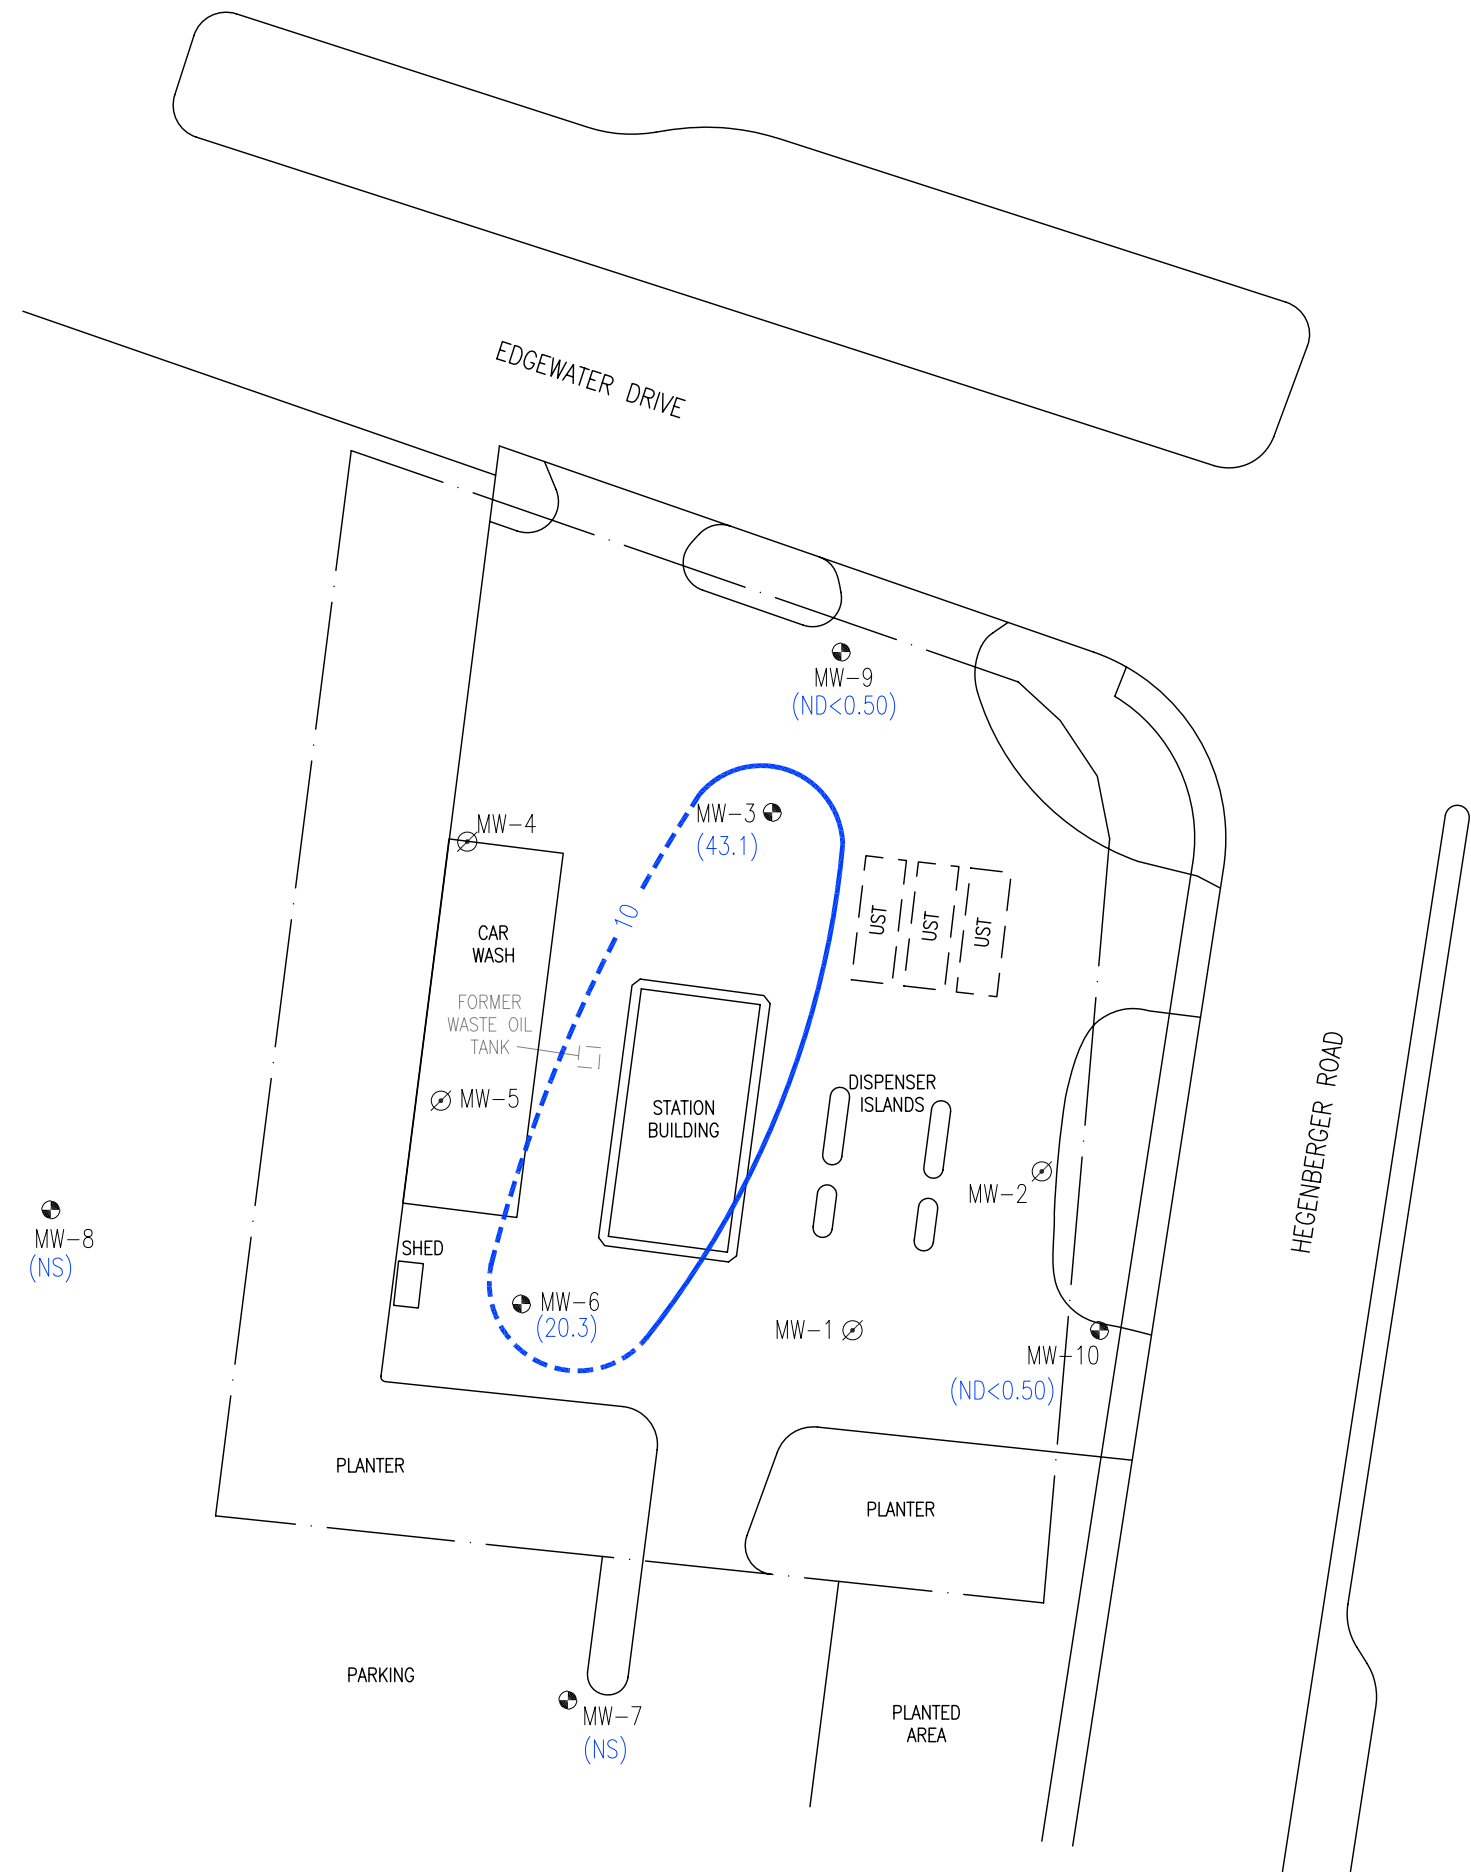 EDGEWATER DRIVE
MW-9
(ND<0.50)
MW-3
(43.1)
MW-4
10
UST
UST
UST
CAR
WASH
FORMER
WASTE OIL
TANK
MW-5
STATION
BUILDING
DISPENSER
ISLANDS
HEGENBERGER ROAD
MW-2
MW-8
(NS)
SHED
MW-6
(20.3)
MW-1
MW-10
(ND<0.50)
PLANTER
PLANTER
PARKING
MW-7
(NS)
PLANTED
AREA